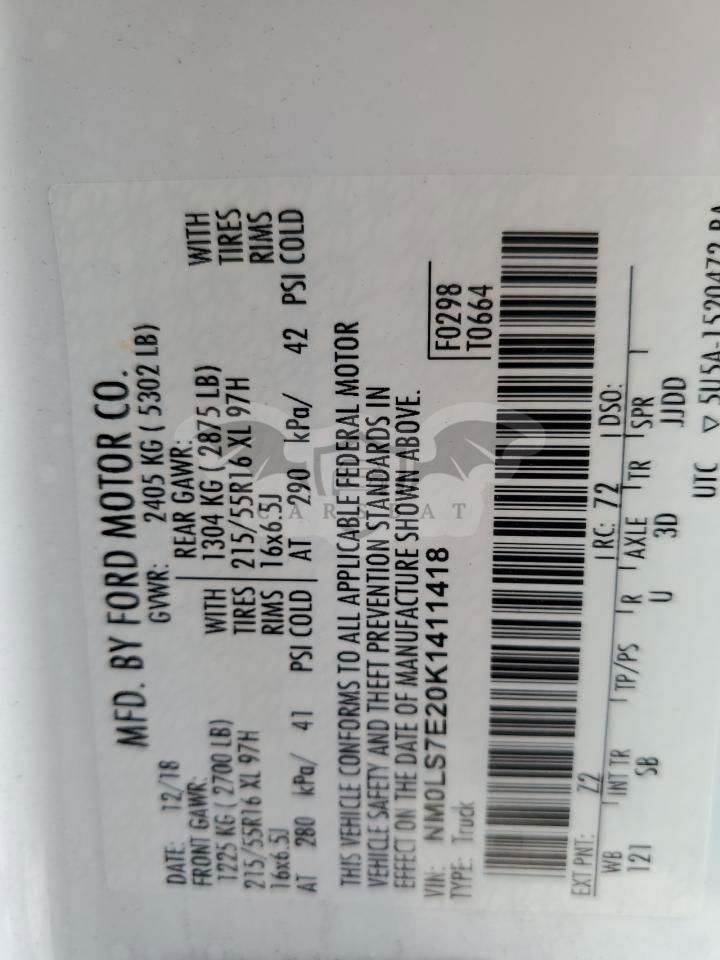 MFD. BY FORD MOTOR CO.
DATE: 12/18 GVWR: 2405 KG ( 5302 LB)
FRONT GAWR: REAR GAWR:
1225 KG ( 2700 LB) WITH 1304 KG ( 2875 LB) WITH
215/55R16 XL 97H TIRES 215/55R16 XL 97H TIRES
16x6.5J RIMS 16x6.5J RIMS
AT 280 kPa/ 41 PSI COLD AT 290 kPa/ 42 PSI COLD
THIS VEHICLE CONFORMS TO ALL APPLICABLE FEDERAL MOTOR
VEHICLE SAFETY AND THEFT PREVENTION STANDARDS IN
EFFECT ON THE DATE OF MANUFACTURE SHOWN ABOVE.
VIN: NM0LS7E20K1411418 F0298
TYPE: Truck T0664
EXT PNT: Z2 RC: 72 DSO:
WB INT TR TP/PS R AXLE TR SPR
121 SB U 3D JJDD
UTC ▽ 5U5A-1520472-BA